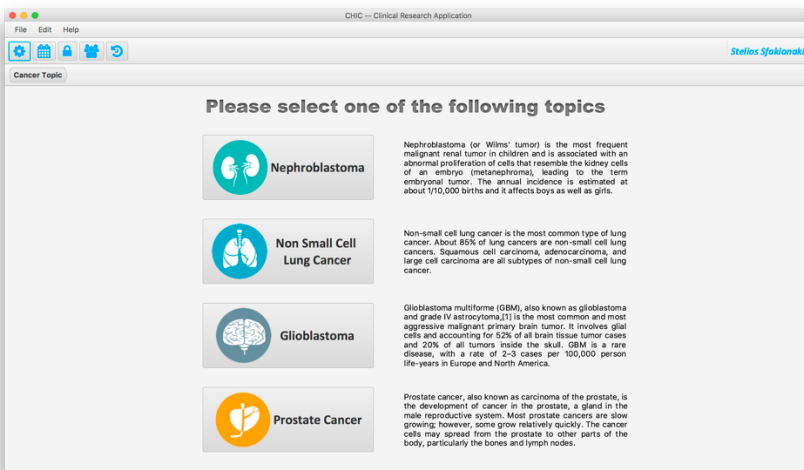 CHIC -- Clinical Research Application
File Edit Help
Stelios Sfakianaki
Cancer Topic
Please select one of the following topics
Nephroblastoma
Nephroblastoma (or Wilms' tumor) is the most frequent
malignant renal tumor in children and is associated with an
abnormal proliferation of cells that resemble the kidney cells
of an embryo (metanephroma), leading to the term
embryonal tumor. The annual incidence is estimated at
about 1/10,000 births and it affects boys as well as girls.
Non Small Cell
Lung Cancer
Non-small cell lung cancer is the most common type of lung
cancer. About 85% of lung cancers are non-small cell lung
cancers. Squamous cell carcinoma, adenocarcinoma, and
large cell carcinoma are all subtypes of non-small cell lung
cancer.
Glioblastoma
Glioblastoma multiforme (GBM), also known as glioblastoma
and grade IV astrocytoma,[1] is the most common and most
aggressive malignant primary brain tumor. It involves glial
cells and accounting for 52% of all brain tissue tumor cases
and 20% of all tumors inside the skull. GBM is a rare
disease, with a rate of 2–3 cases per 100,000 person
life-years in Europe and North America.
Prostate Cancer
Prostate cancer, also known as carcinoma of the prostate, is
the development of cancer in the prostate, a gland in the
male reproductive system. Most prostate cancers are slow
growing; however, some grow relatively quickly. The cancer
cells may spread from the prostate to other parts of the
body, particularly the bones and lymph nodes.